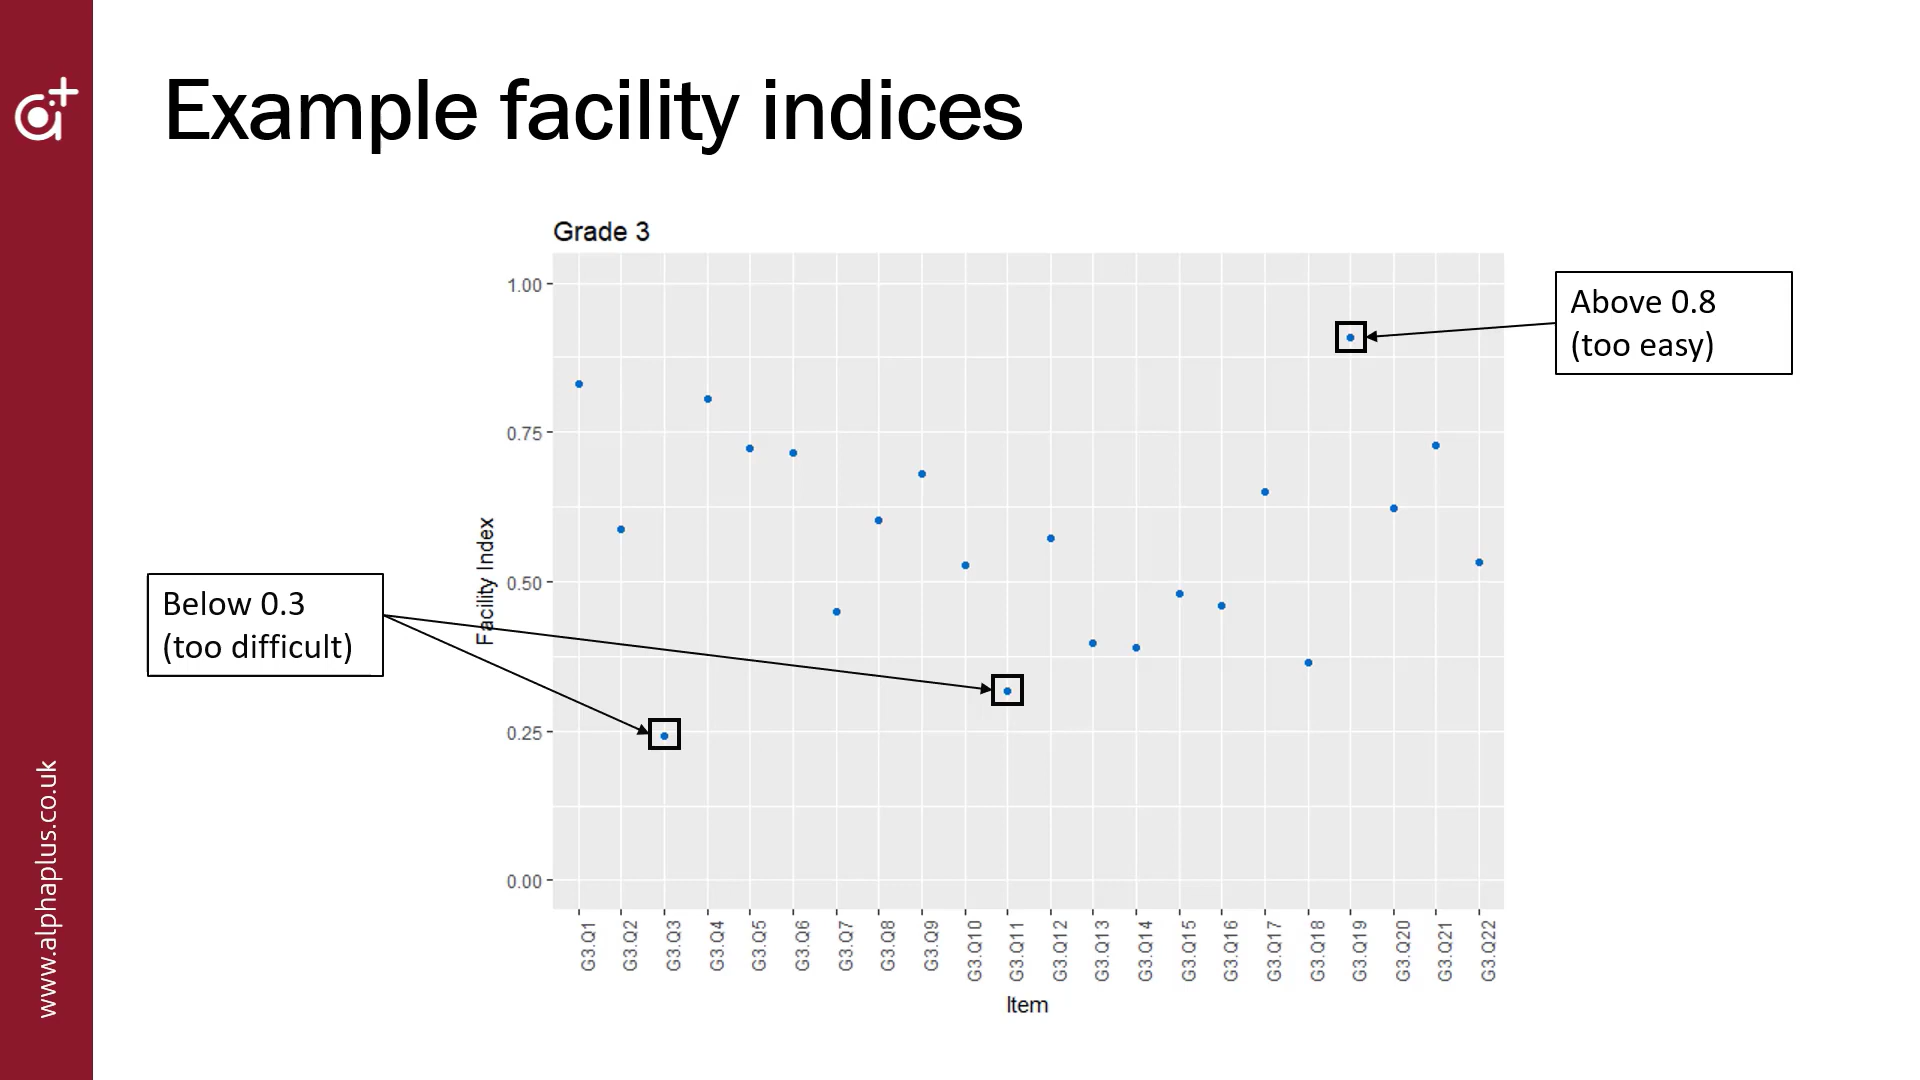 Example facility indices
Grade 3
1.00
0.75
0.50
0.25
0.00
Facility Index
G3.Q1
G3.Q2
G3.Q3
G3.Q4
G3.Q5
G3.Q6
G3.Q7
G3.Q8
G3.Q9
G3.Q10
G3.Q11
G3.Q12
G3.Q13
G3.Q14
G3.Q15
G3.Q16
G3.Q17
G3.Q18
G3.Q19
G3.Q20
G3.Q21
G3.Q22
Item
Above 0.8
(too easy)
Below 0.3
(too difficult)
www.alphaplus.co.uk
a+